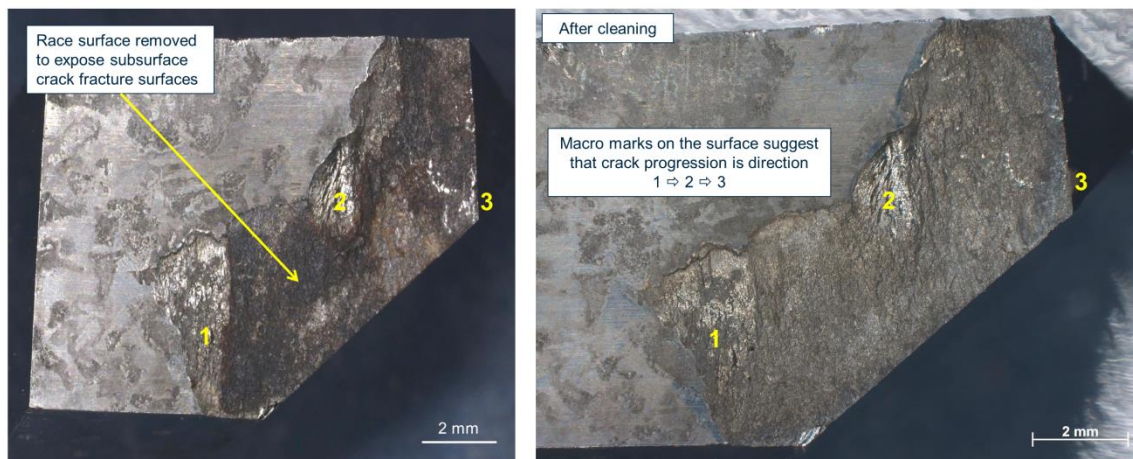 Race surface removed
to expose subsurface
crack fracture surfaces
2
3
1
2 mm
After cleaning
Macro marks on the surface suggest
that crack progression is direction
1 ⇨ 2 ⇨ 3
2
3
1
2 mm